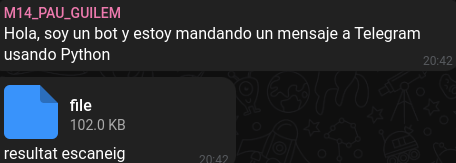 M14_PAU_GUILEM
Hola, soy un bot y estoy mandando un mensaje a Telegram
usando Python
20:42
file
102.0 KB
resultat escaneig
20:42